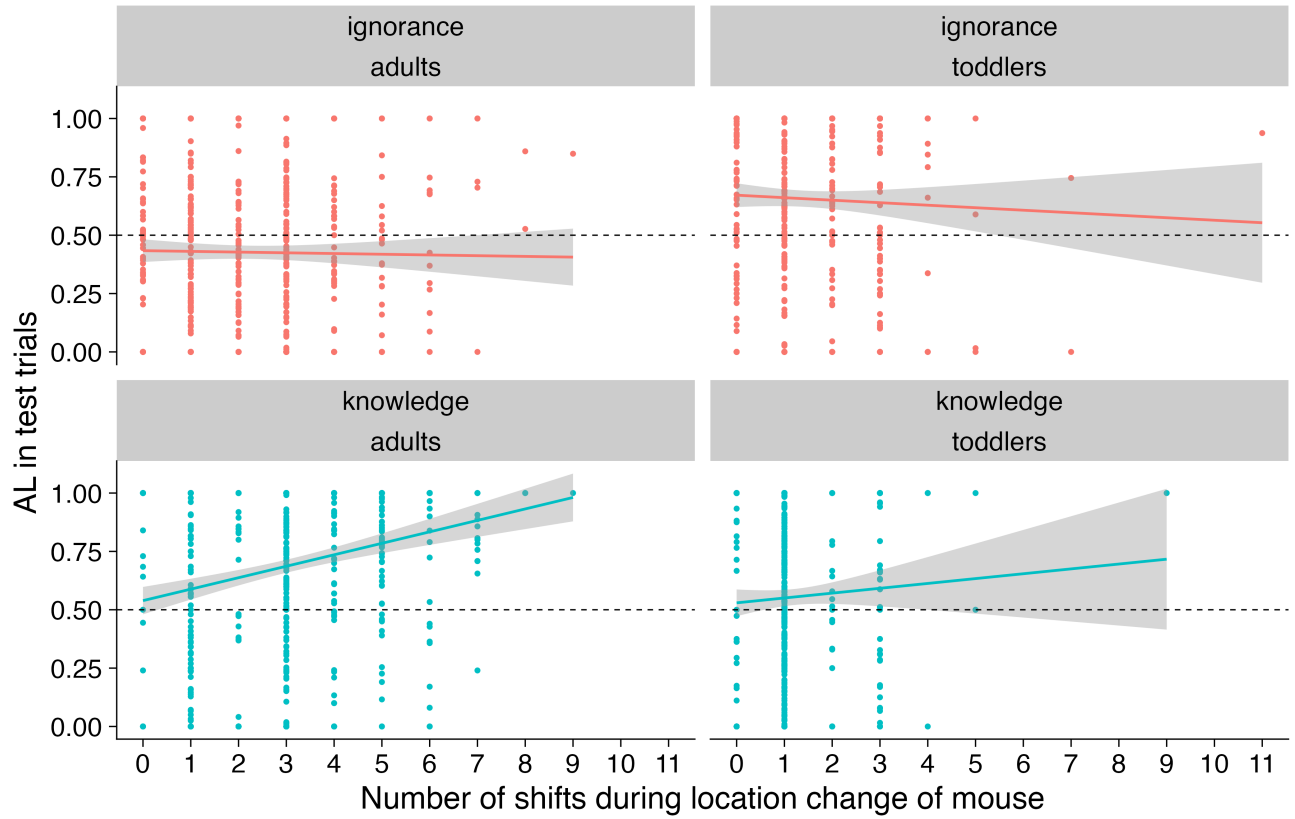 ignorance
adults
ignorance
toddlers
1.00
0.75
0.50
0.25
0.00
knowledge
adults
knowledge
toddlers
1.00
0.75
0.50
0.25
0.00
AL in test trials
0 1 2 3 4 5 6 7 8 9 10 11
0 1 2 3 4 5 6 7 8 9 10 11
Number of shifts during location change of mouse